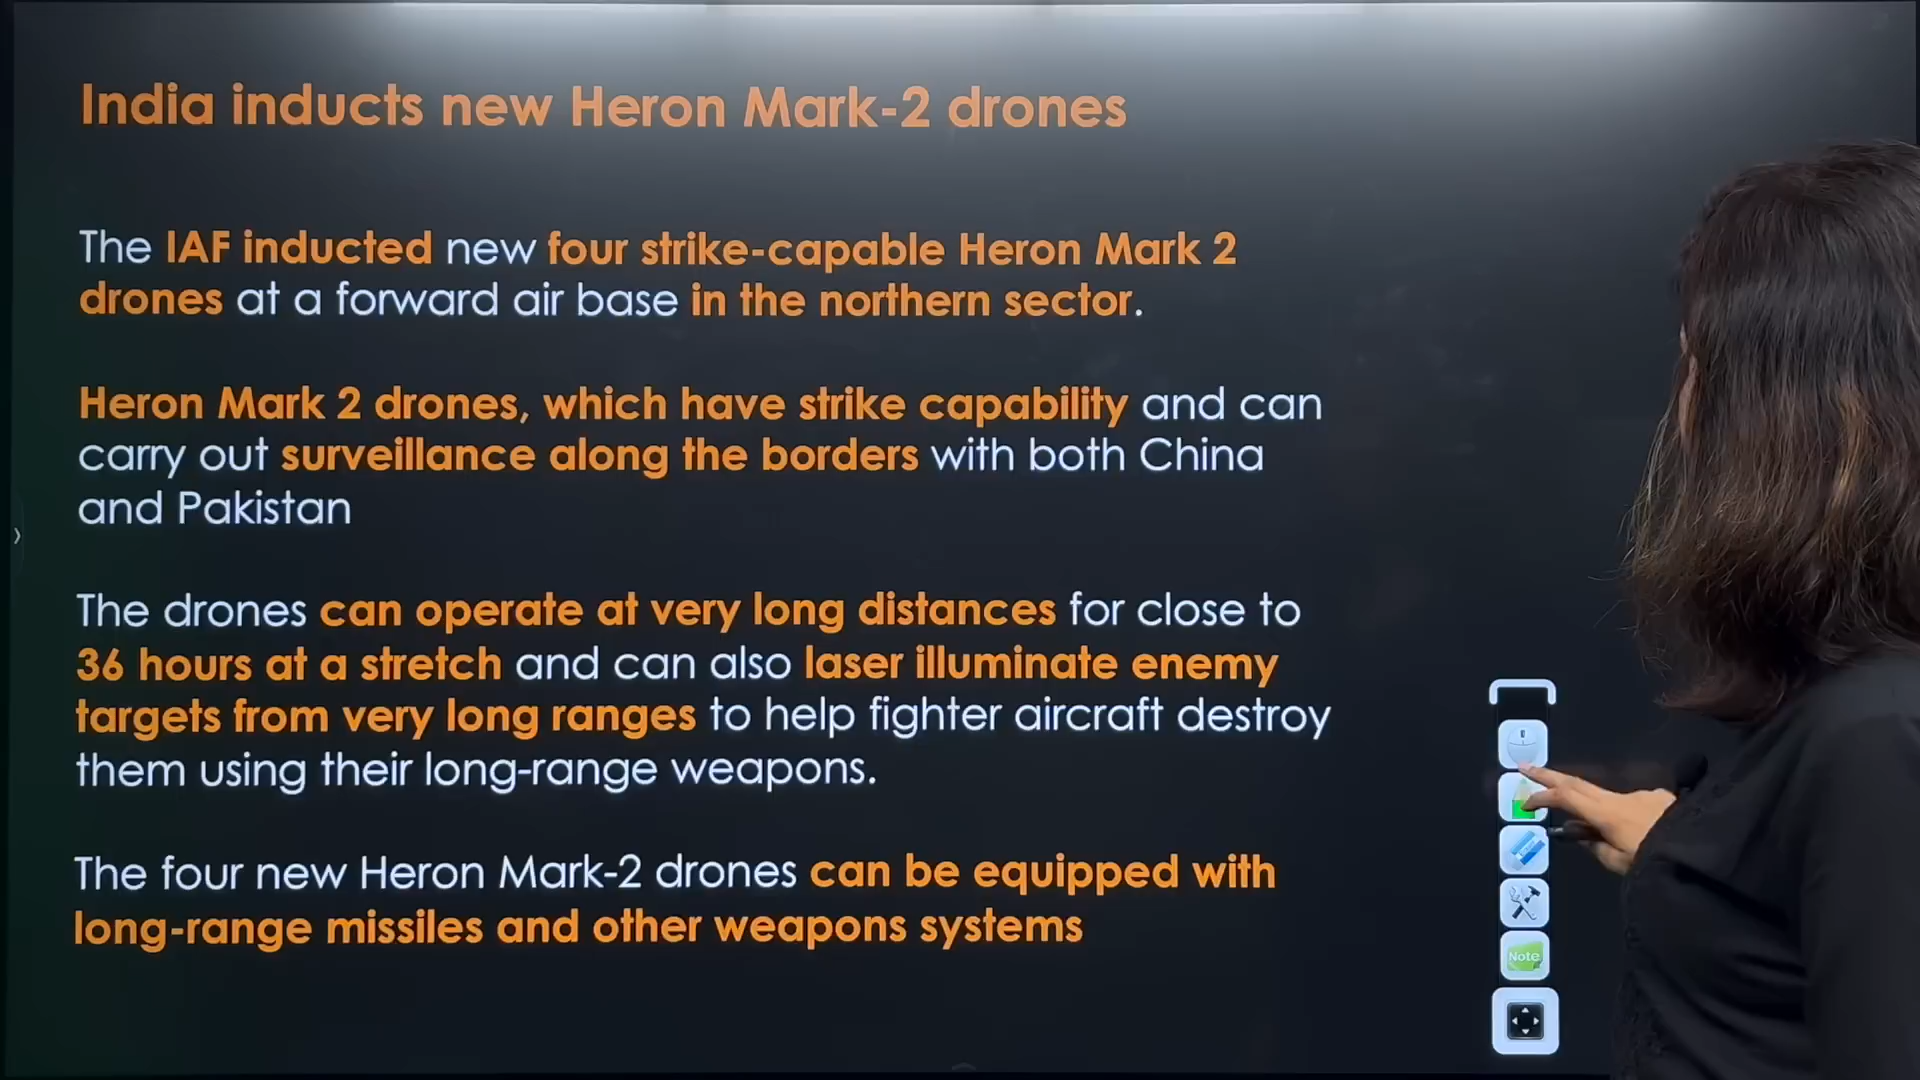 India inducts new Heron Mark-2 drones
The IAF inducted new four strike-capable Heron Mark 2
drones at a forward air base in the northern sector.
Heron Mark 2 drones, which have strike capability and can
carry out surveillance along the borders with both China
and Pakistan
The drones can operate at very long distances for close to
36 hours at a stretch and can also laser illuminate enemy
targets from very long ranges to help fighter aircraft destroy
them using their long-range weapons.
The four new Heron Mark-2 drones can be equipped with
long-range missiles and other weapons systems
Note